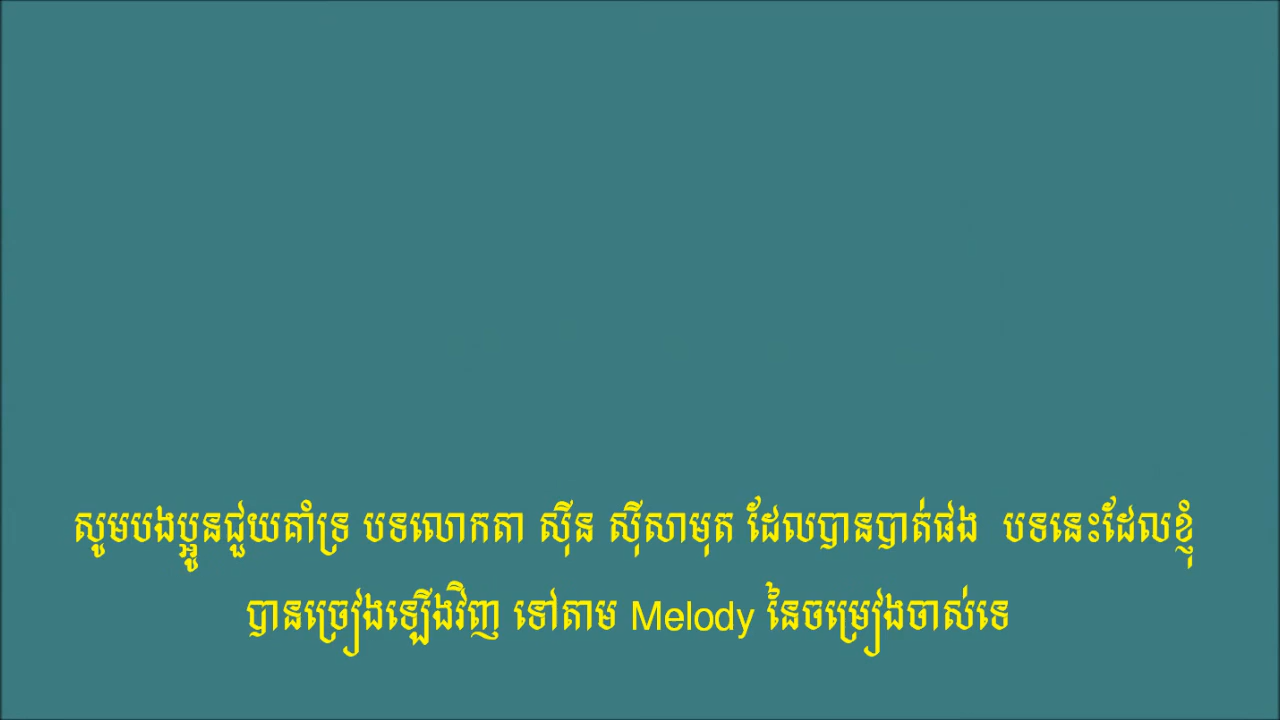 សូមបងប្អូនជួយគាំទ្រ បទលោកតា ស៊ីន ស៊ីសាមុត ដែលបានបាត់ផង បទនេះដែលខ្ញុំ
បានច្រៀងឡើងវិញ ទៅតាម Melody នៃចម្រៀងចាស់ទេ